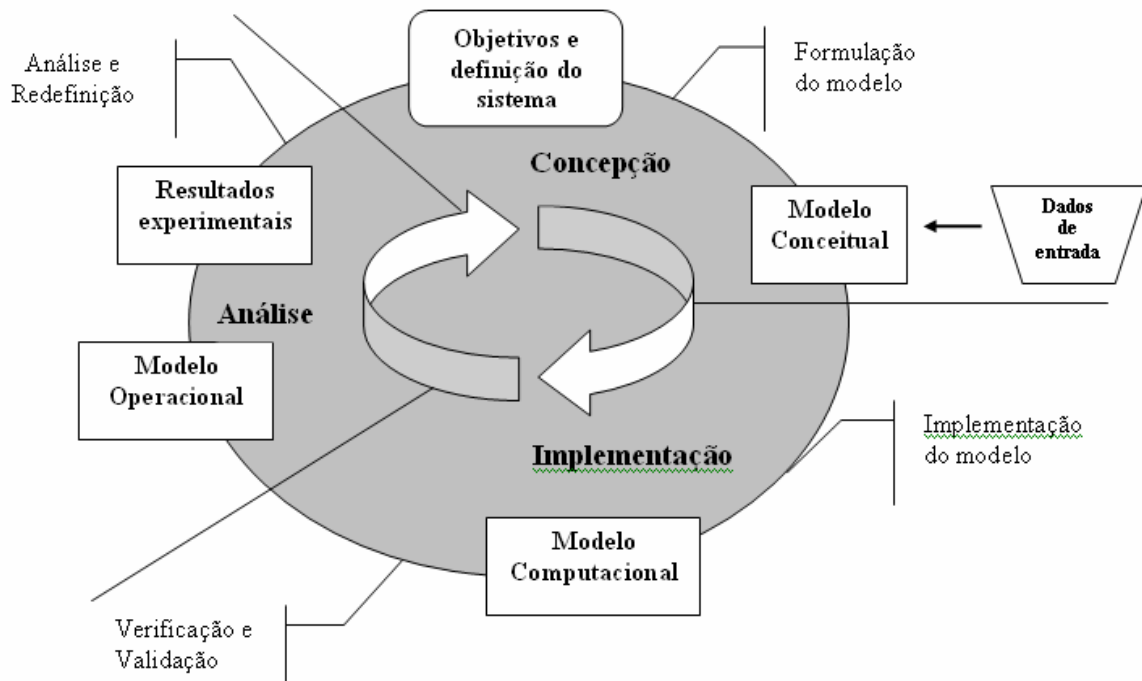 Objetivos e
definição do
sistema
Análise e
Redefinição
Formulação
do modelo
Concepção
Resultados
experimentais
Modelo
Conceitual
Dados
de
entrada
Análise
Modelo
Operacional
Implementação
Implementação
do modelo
Modelo
Computacional
Verificação e
Validação